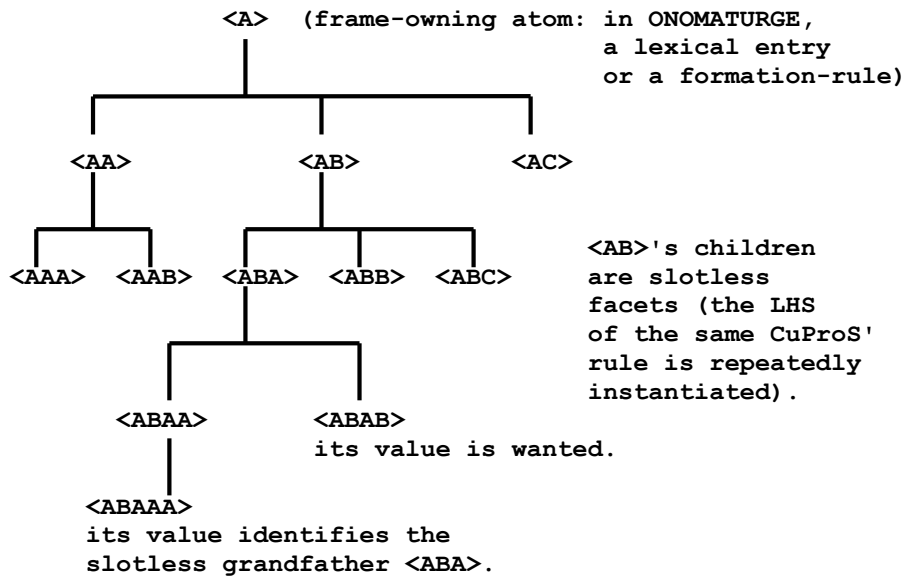 <A> (frame-owning atom: in ONOMATURGE,
a lexical entry
or a formation-rule)
<AA> <AB> <AC>
<AAA> <AAB> <ABA> <ABB> <ABC>
<AB>'s children
are slotless
facets (the LHS
of the same CuProS'
rule is repeatedly
instantiated).
<ABAA> <ABAB>
its value is wanted.
<ABAAA>
its value identifies the
slotless grandfather <ABA>.